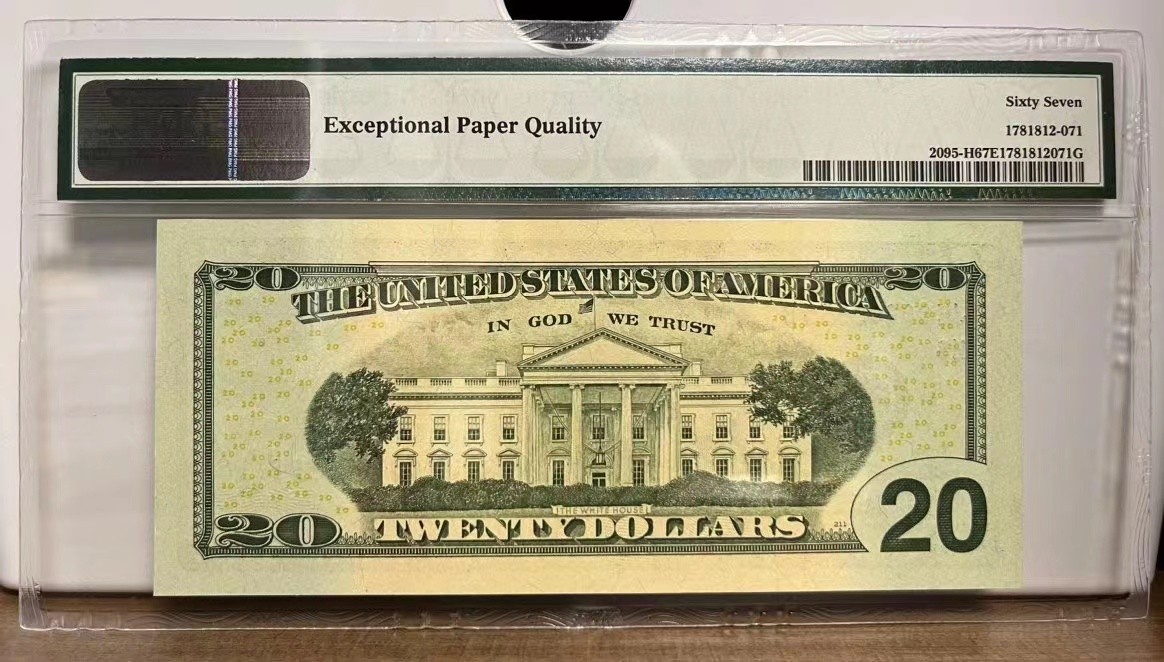 Sixty Seven
Exceptional Paper Quality
1781812-071
2095-H67E1781812071G
20 20
THE UNITED STATES OF AMERICA
IN GOD WE TRUST
THE WHITE HOUSE
20 TWENTY DOLLARS 211 20